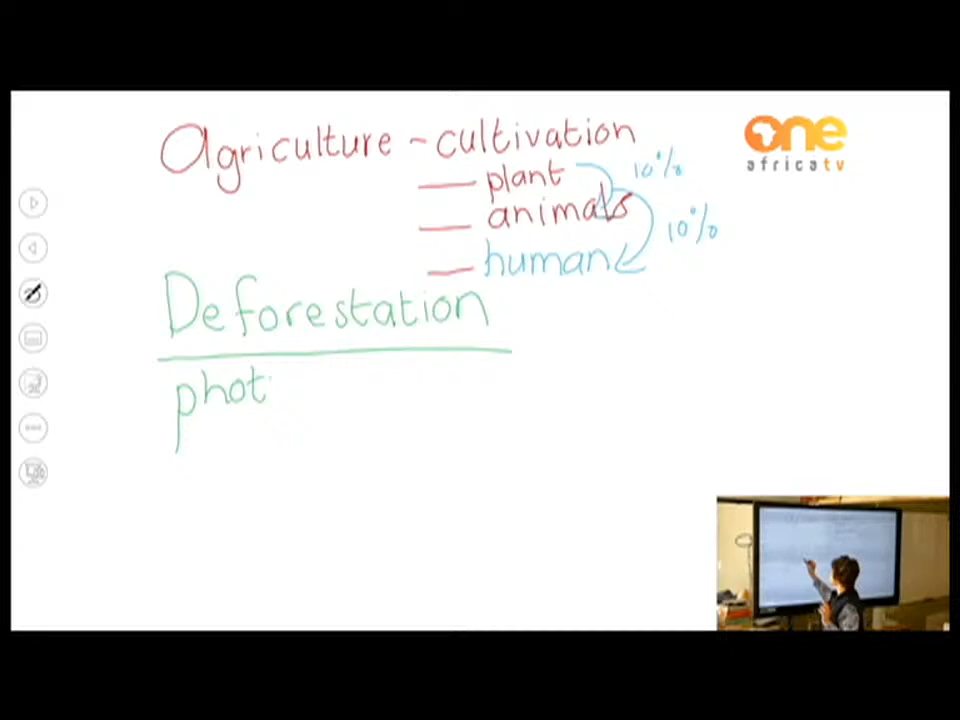 Agriculture - cultivation
plant 10%
animals
10%
human
Deforestation
phot
one
africa tv